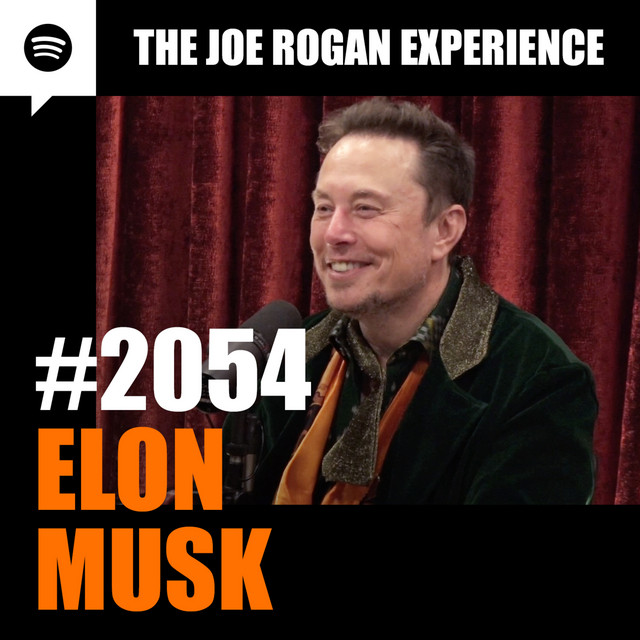 THE JOE ROGAN EXPERIENCE
#2054
ELON
MUSK